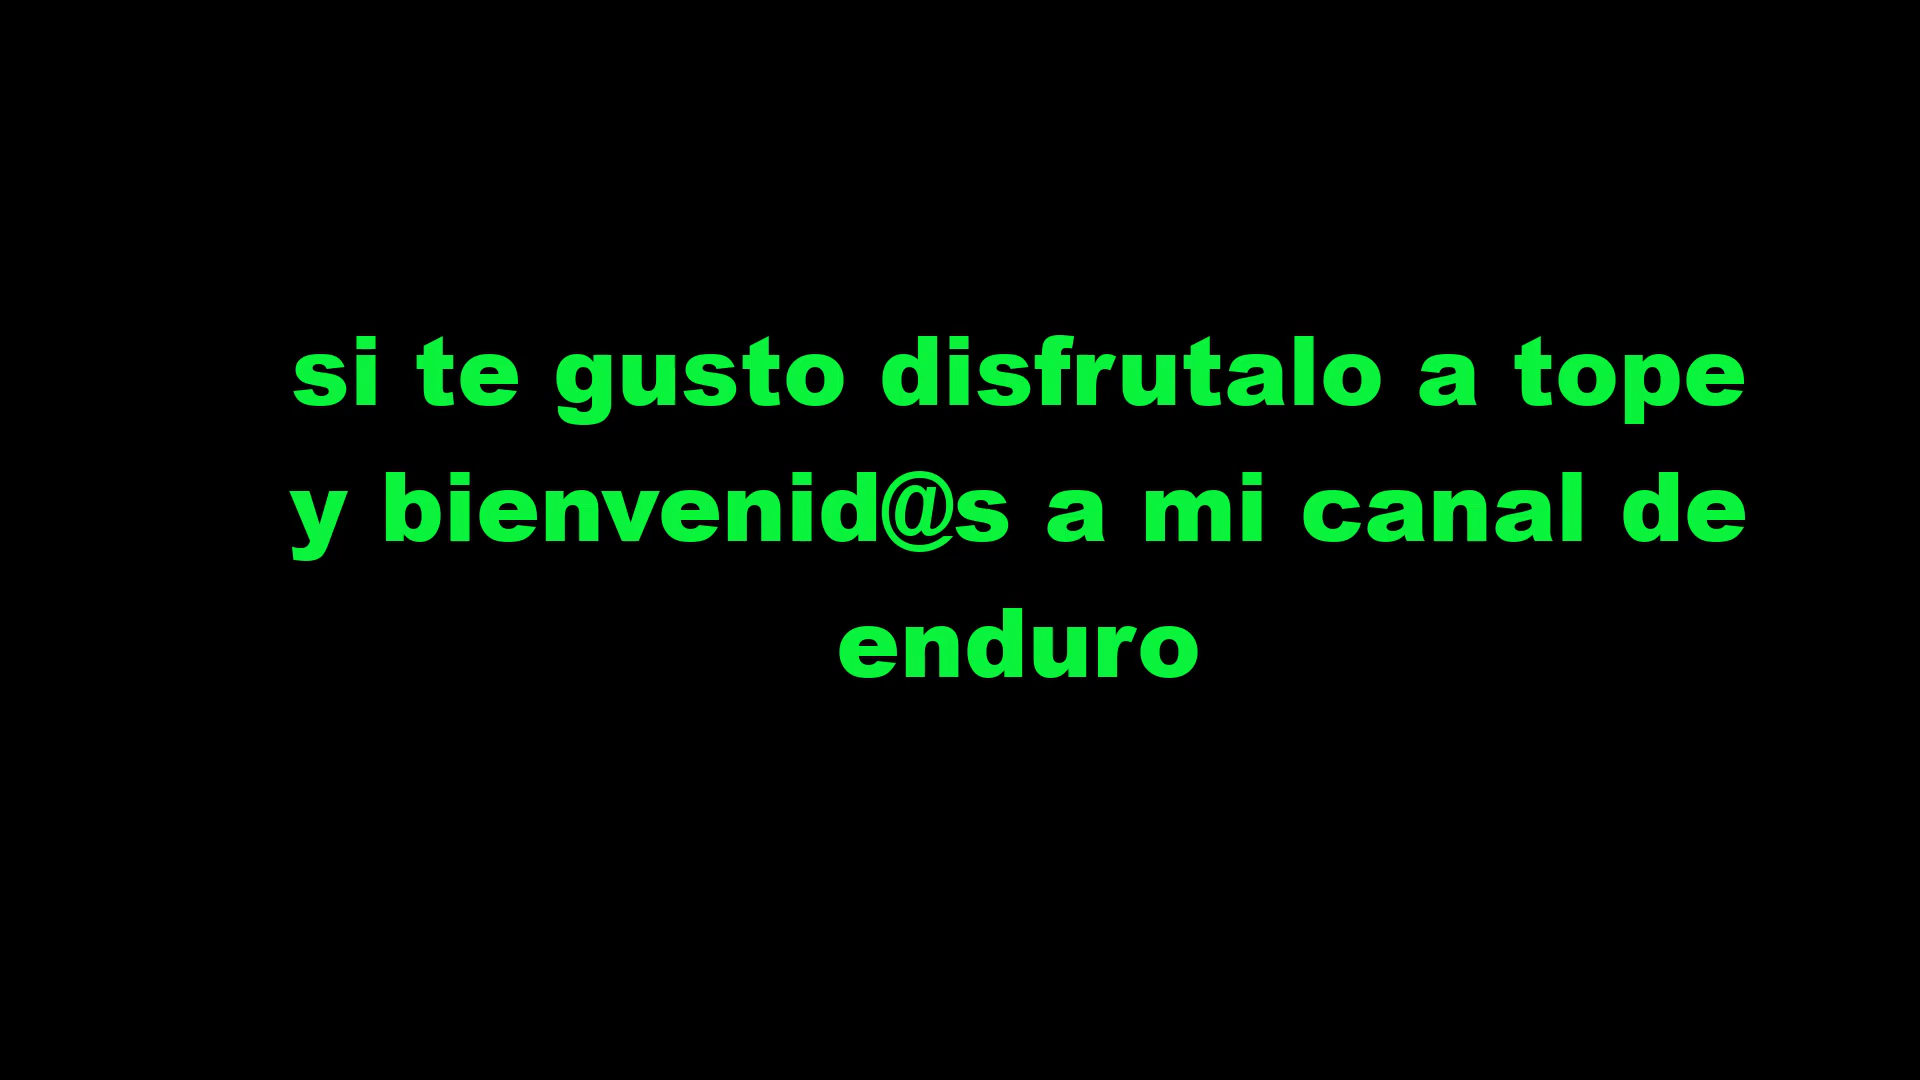 si te gusto disfrutalo a tope
y bienvenid@s a mi canal de
enduro